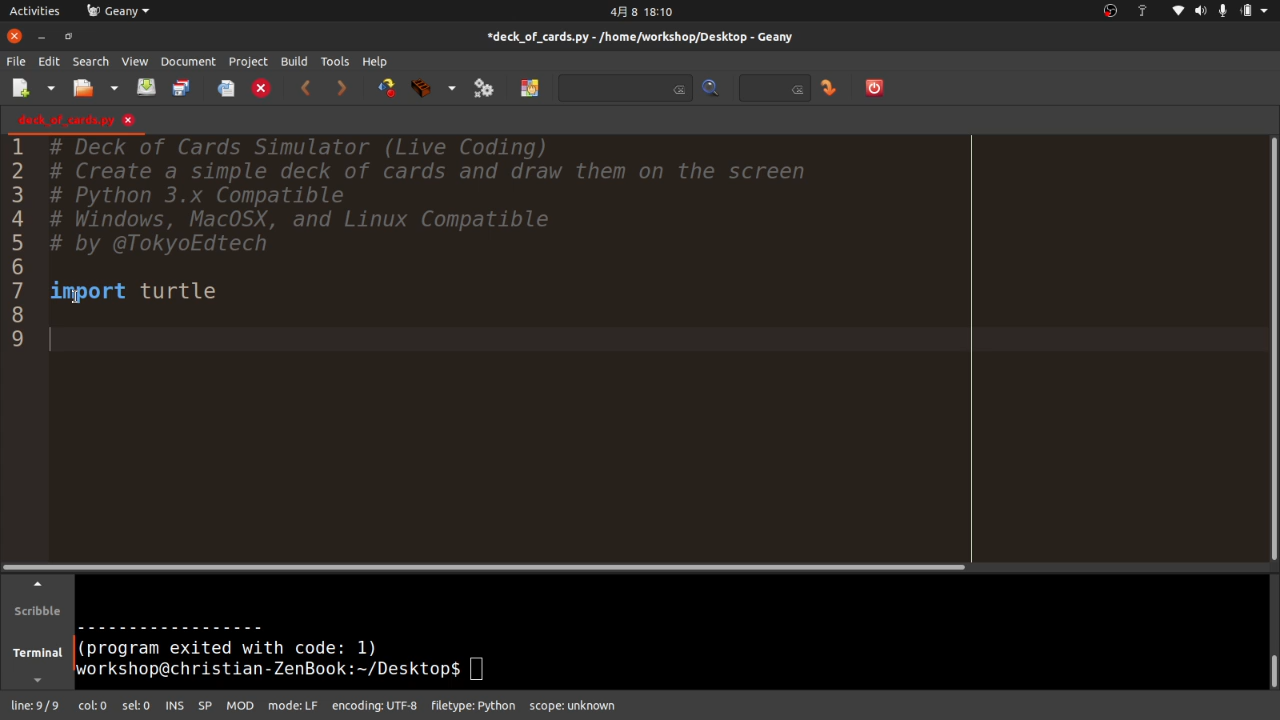 Activities
Geany
4月 8 18:10
*deck_of_cards.py - /home/workshop/Desktop - Geany
File Edit Search View Document Project Build Tools Help
deck_of_cards.py
1 # Deck of Cards Simulator (Live Coding)
2 # Create a simple deck of cards and draw them on the screen
3 # Python 3.x Compatible
4 # Windows, MacOSX, and Linux Compatible
5 # by @TokyoEdtech
6
7 import turtle
8
9
Scribble
Terminal
------------------
(program exited with code: 1)
workshop@christian-ZenBook:~/Desktop$
line: 9 / 9 col: 0 sel: 0 INS SP MOD mode: LF encoding: UTF-8 filetype: Python scope: unknown